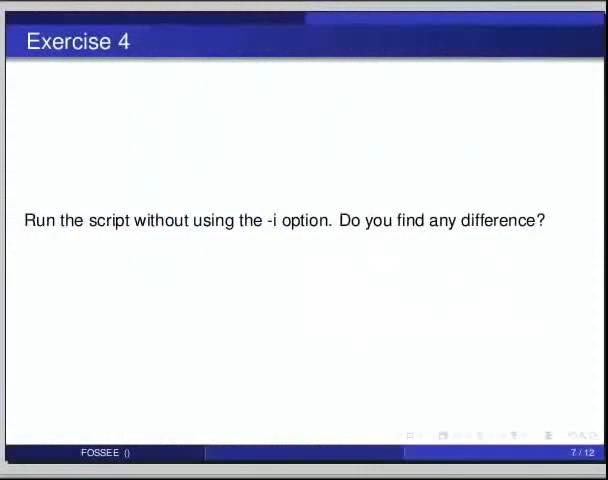 Exercise 4
Run the script without using the -i option. Do you find any difference?
FOSSEE ()
7 / 12